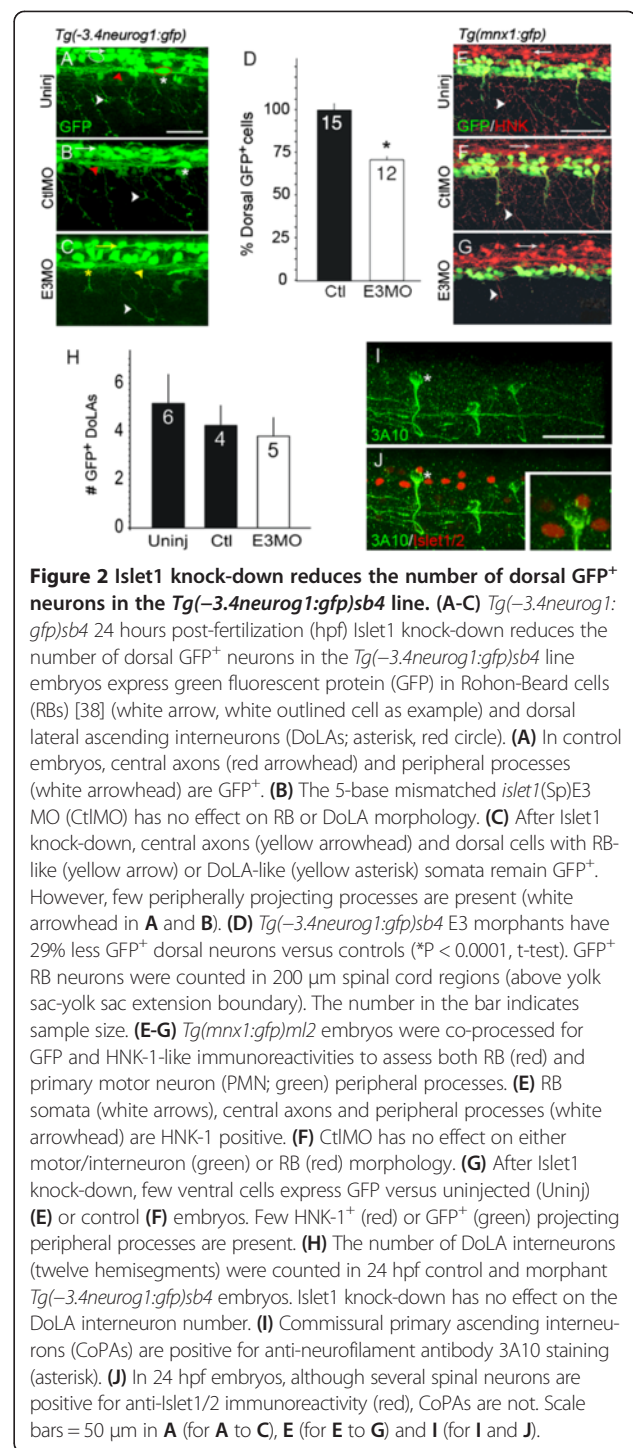 Tg(-3.4neurog1:gfp)
Tg(mnx1:gfp)
Uninj
A
*
GFP
CtlMO
B
*
E3MO
C
*
D
% Dorsal GFP+cells
100
75
50
25
0
15
*
12
Ctl
E3MO
Uninj
E
GFP/HNK
CtlMO
F
E3MO
G
H
# GFP+ DoLAs
6
4
2
0
6
4
5
Uninj
Ctl
E3MO
I
*
3A10
J
*
3A10/Islet1/2
Figure 2 Islet1 knock-down reduces the number of dorsal GFP+
neurons in the Tg(−3.4neurog1:gfp)sb4 line. (A-C) Tg(−3.4neurog1:
gfp)sb4 24 hours post-fertilization (hpf) Islet1 knock-down reduces the
number of dorsal GFP+ neurons in the Tg(−3.4neurog1:gfp)sb4 line
embryos express green fluorescent protein (GFP) in Rohon-Beard cells
(RBs) [38] (white arrow, white outlined cell as example) and dorsal
lateral ascending interneurons (DoLAs; asterisk, red circle). (A) In control
embryos, central axons (red arrowhead) and peripheral processes
(white arrowhead) are GFP+. (B) The 5-base mismatched islet1(Sp)E3
MO (CtlMO) has no effect on RB or DoLA morphology. (C) After Islet1
knock-down, central axons (yellow arrowhead) and dorsal cells with RB-
like (yellow arrow) or DoLA-like (yellow asterisk) somata remain GFP+.
However, few peripherally projecting processes are present (white
arrowhead in A and B). (D) Tg(−3.4neurog1:gfp)sb4 E3 morphants have
29% less GFP+ dorsal neurons versus controls (*P < 0.0001, t-test). GFP+
RB neurons were counted in 200 μm spinal cord regions (above yolk
sac-yolk sac extension boundary). The number in the bar indicates
sample size. (E-G) Tg(mnx1:gfp)ml2 embryos were co-processed for
GFP and HNK-1-like immunoreactivities to assess both RB (red) and
primary motor neuron (PMN; green) peripheral processes. (E) RB
somata (white arrows), central axons and peripheral processes (white
arrowhead) are HNK-1 positive. (F) CtlMO has no effect on either
motor/interneuron (green) or RB (red) morphology. (G) After Islet1
knock-down, few ventral cells express GFP versus uninjected (Uninj)
(E) or control (F) embryos. Few HNK-1+ (red) or GFP+ (green) projecting
peripheral processes are present. (H) The number of DoLA interneurons
(twelve hemisegments) were counted in 24 hpf control and morphant
Tg(−3.4neurog1:gfp)sb4 embryos. Islet1 knock-down has no effect on the
DoLA interneuron number. (I) Commissural primary ascending interneu-
rons (CoPAs) are positive for anti-neurofilament antibody 3A10 staining
(asterisk). (J) In 24 hpf embryos, although several spinal neurons are
positive for anti-Islet1/2 immunoreactivity (red), CoPAs are not. Scale
bars = 50 μm in A (for A to C), E (for E to G) and I (for I and J).